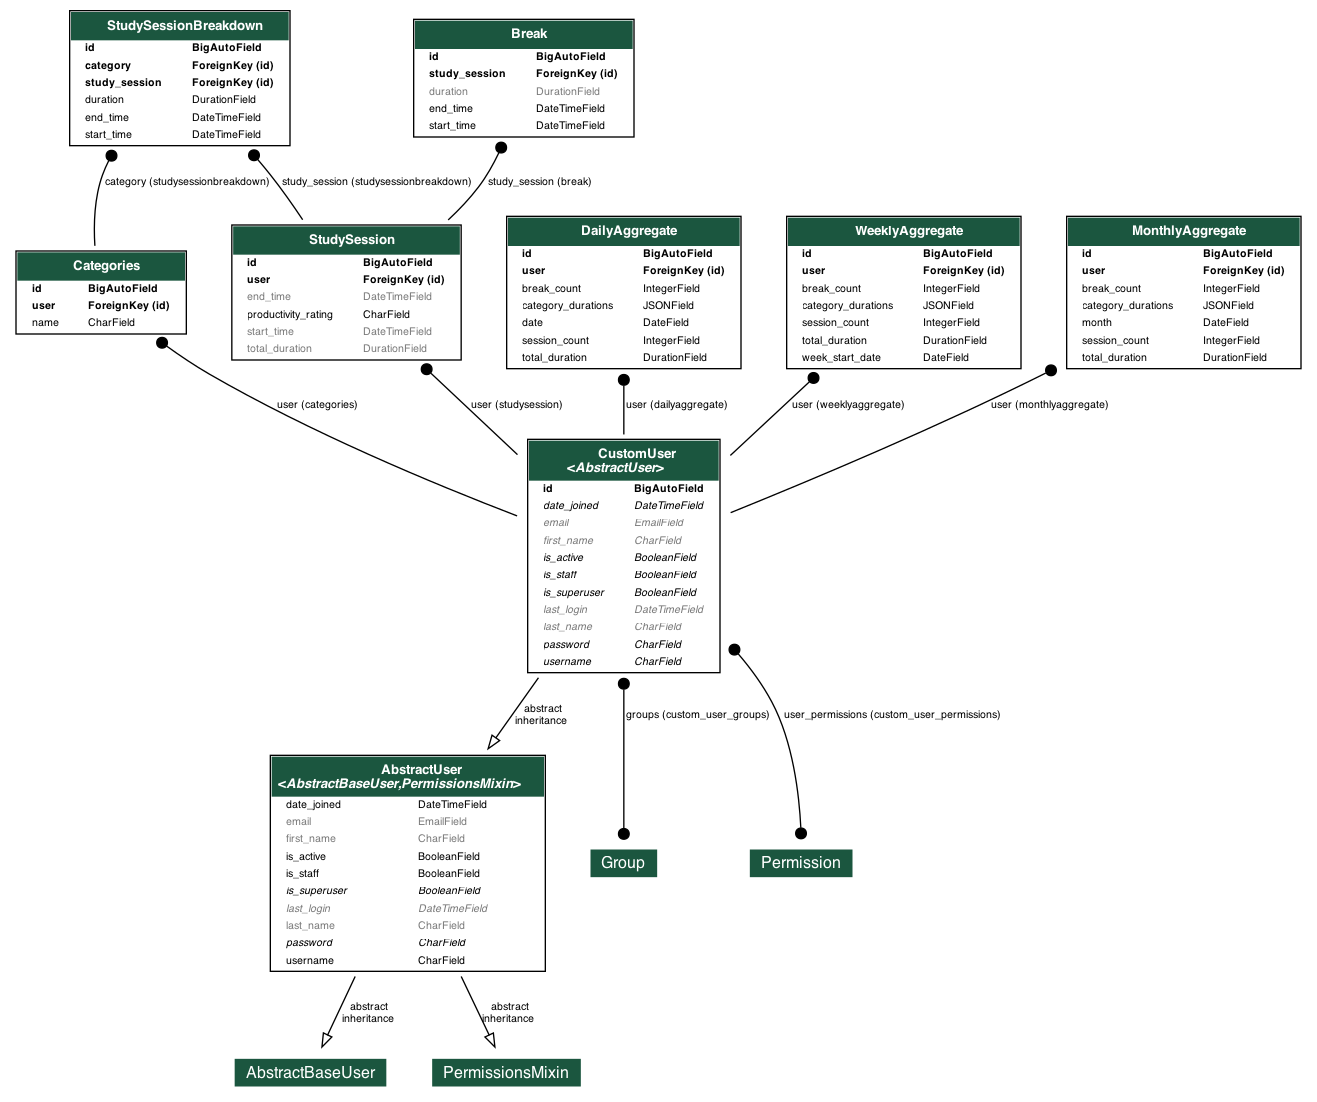 StudySessionBreakdown
id BigAutoField
category ForeignKey (id)
study_session ForeignKey (id)
duration DurationField
end_time DateTimeField
start_time DateTimeField
Break
id BigAutoField
study_session ForeignKey (id)
duration DurationField
end_time DateTimeField
start_time DateTimeField
category (studysessionbreakdown)
study_session (studysessionbreakdown)
study_session (break)
Categories
id BigAutoField
user ForeignKey (id)
name CharField
StudySession
id BigAutoField
user ForeignKey (id)
end_time DateTimeField
productivity_rating CharField
start_time DateTimeField
total_duration DurationField
DailyAggregate
id BigAutoField
user ForeignKey (id)
break_count IntegerField
category_durations JSONField
date DateField
session_count IntegerField
total_duration DurationField
WeeklyAggregate
id BigAutoField
user ForeignKey (id)
break_count IntegerField
category_durations JSONField
session_count IntegerField
total_duration DurationField
week_start_date DateField
MonthlyAggregate
id BigAutoField
user ForeignKey (id)
break_count IntegerField
category_durations JSONField
month DateField
session_count IntegerField
total_duration DurationField
user (categories)
user (studysession)
user (dailyaggregate)
user (weeklyaggregate)
user (monthlyaggregate)
CustomUser
<AbstractUser>
id BigAutoField
date_joined DateTimeField
email EmailField
first_name CharField
is_active BooleanField
is_staff BooleanField
is_superuser BooleanField
last_login DateTimeField
last_name CharField
password CharField
username CharField
abstract
inheritance
groups (custom_user_groups)
user_permissions (custom_user_permissions)
AbstractUser
<AbstractBaseUser,PermissionsMixin>
date_joined DateTimeField
email EmailField
first_name CharField
is_active BooleanField
is_staff BooleanField
is_superuser BooleanField
last_login DateTimeField
last_name CharField
password CharField
username CharField
Group
Permission
abstract
inheritance
abstract
inheritance
AbstractBaseUser
PermissionsMixin